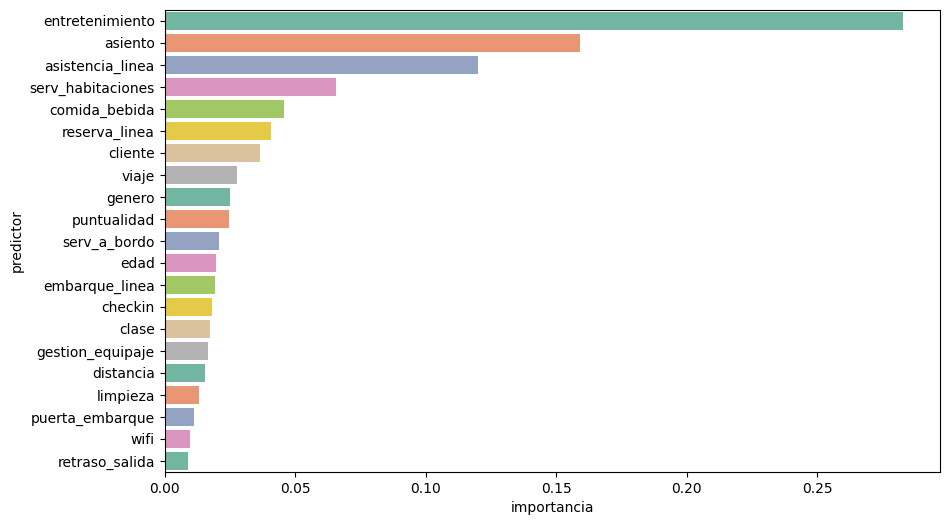 entretenimiento
asiento
asistencia_linea
serv_habitaciones
comida_bebida
reserva_linea
cliente
viaje
genero
puntualidad
serv_a_bordo
edad
embarque_linea
checkin
clase
gestion_equipaje
distancia
limpieza
puerta_embarque
wifi
retraso_salida
predictor
0.00 0.05 0.10 0.15 0.20 0.25
importancia